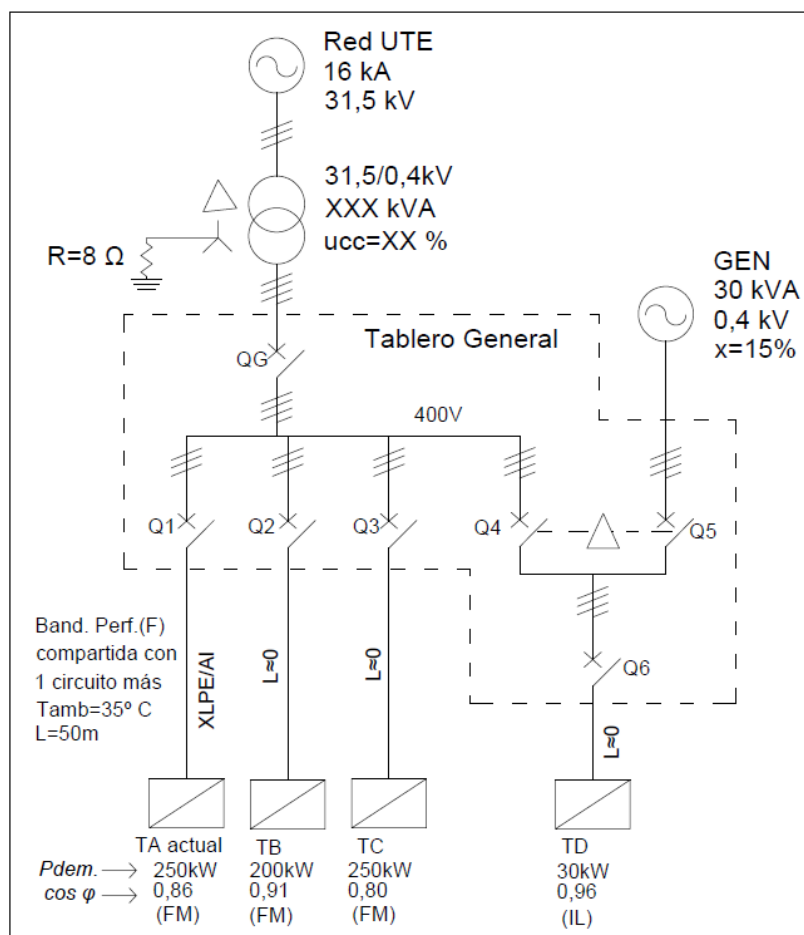 Red UTE
16 kA
31,5 kV
31,5/0,4kV
XXX kVA
ucc=XX %
R=8 Ω
GEN
30 kVA
0,4 kV
x=15%
Tablero General
QG
400V
Q1
Q2
Q3
Q4
Q5
Band. Perf.(F)
compartida con
1 circuito más
Tamb=35º C
L=50m
XLPE/Al
L≈0
L≈0
Q6
L≈0
TA actual TB TC TD
Pdem. 250kW 200kW 250kW 30kW
cos φ 0,86 0,91 0,80 0,96
(FM) (FM) (FM) (IL)